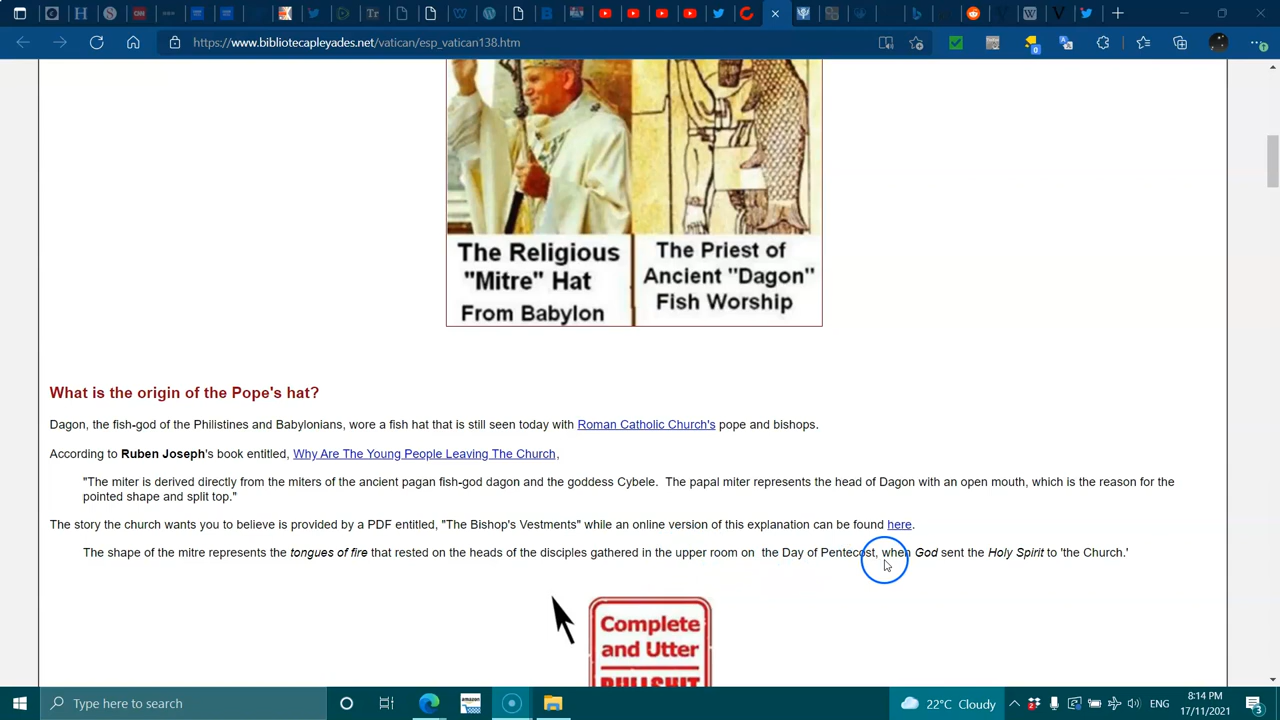 https://www.bibliotecapleyades.net/vatican/esp_vatican138.htm
The Religious
"Mitre" Hat
From Babylon
The Priest of
Ancient "Dagon"
Fish Worship
What is the origin of the Pope's hat?
Dagon, the fish-god of the Philistines and Babylonians, wore a fish hat that is still seen today with Roman Catholic Church's pope and bishops.
According to Ruben Joseph's book entitled, Why Are The Young People Leaving The Church,
"The miter is derived directly from the miters of the ancient pagan fish-god dagon and the goddess Cybele. The papal miter represents the head of Dagon with an open mouth, which is the reason for the
pointed shape and split top."
The story the church wants you to believe is provided by a PDF entitled, "The Bishop's Vestments" while an online version of this explanation can be found here.
The shape of the mitre represents the tongues of fire that rested on the heads of the disciples gathered in the upper room on the Day of Pentecost, when God sent the Holy Spirit to 'the Church.'
Complete
and Utter
BULLSHIT
Type here to search
22°C Cloudy
ENG
8:14 PM
17/11/2021